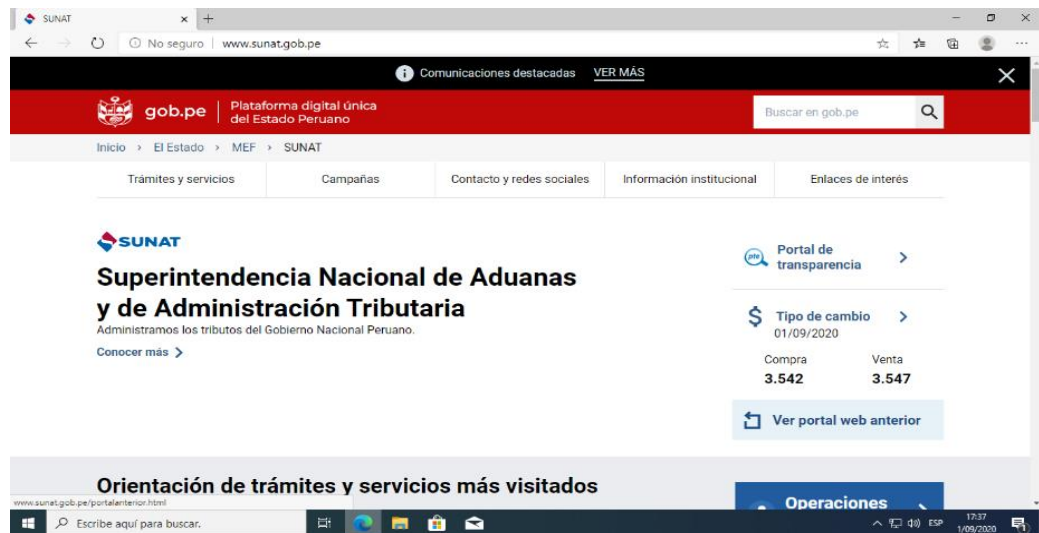 SUNAT
No seguro www.sunat.gob.pe
Comunicaciones destacadas VER MÁS
gob.pe Plataforma digital única
del Estado Peruano
Buscar en gob.pe
Inicio › El Estado › MEF › SUNAT
Trámites y servicios Campañas Contacto y redes sociales Información institucional Enlaces de interés
SUNAT
Superintendencia Nacional de Aduanas
y de Administración Tributaria
Administramos los tributos del Gobierno Nacional Peruano.
Conocer más
pte
Portal de
transparencia
$ Tipo de cambio
01/09/2020
Compra Venta
3.542 3.547
Ver portal web anterior
Orientación de trámites y servicios más visitados
Operaciones
www.sunat.gob.pe/portalanterior.html
Escribe aquí para buscar.
ESP
17:37
1/09/2020